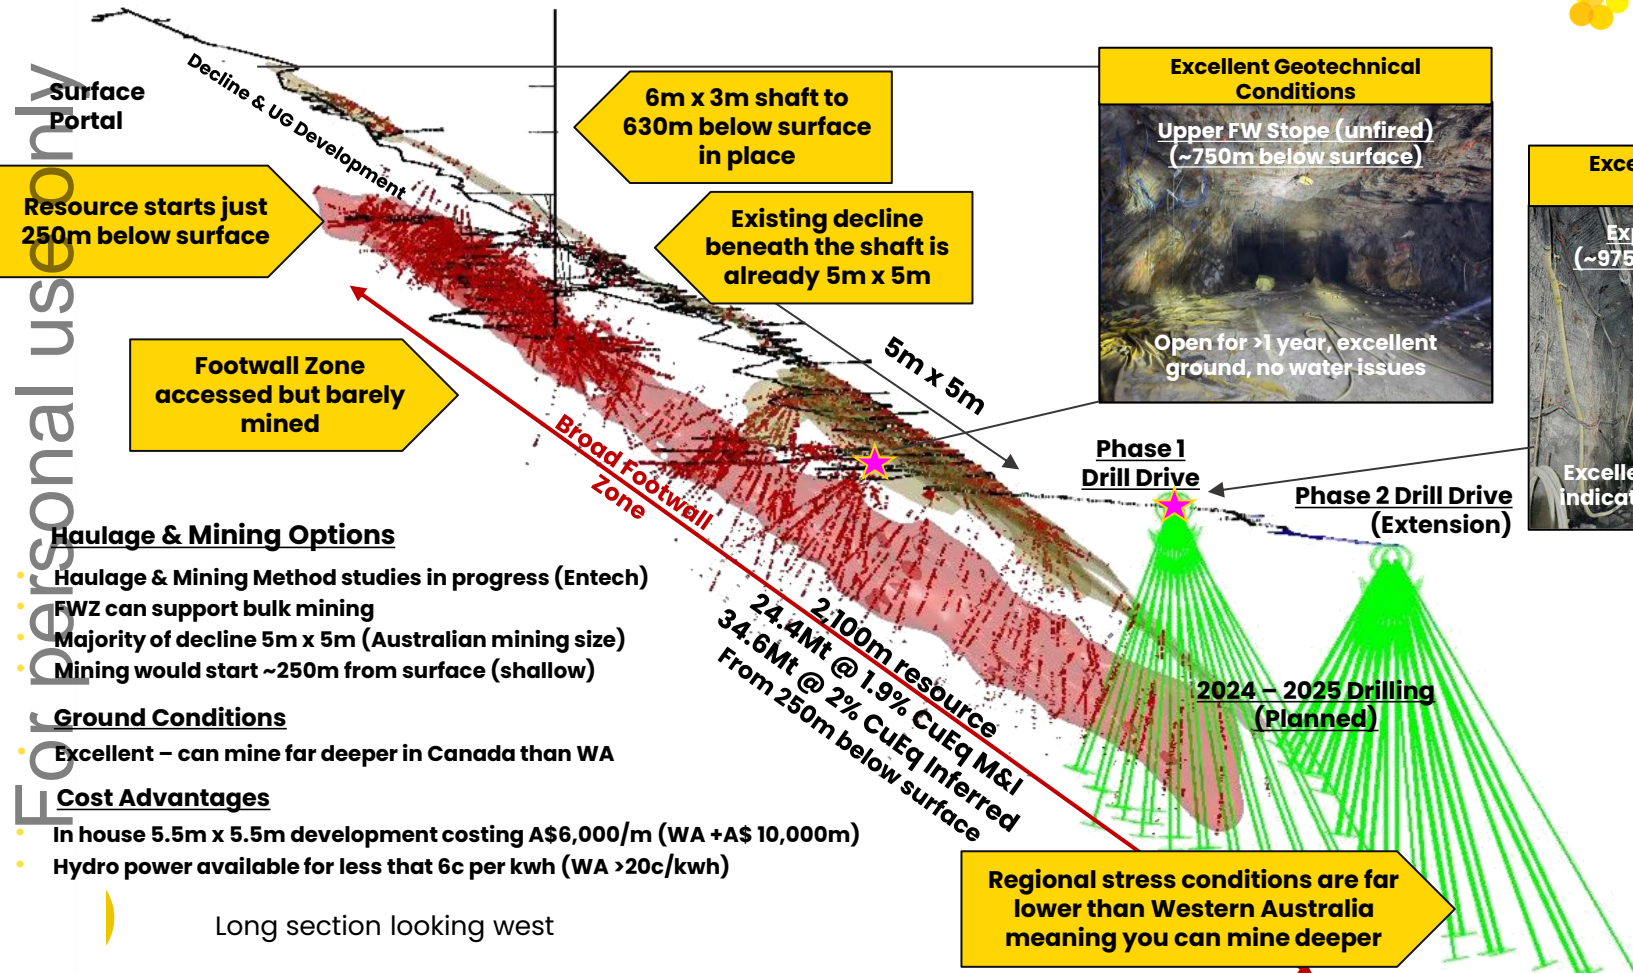 For personal use only
Surface
Portal
Decline & UG Development
Resource starts just
250m below surface
6m x 3m shaft to
630m below surface
in place
Existing decline
beneath the shaft is
already 5m x 5m
Excellent Geotechnical
Conditions
Upper FW Stope (unfired)
(~750m below surface)
Open for >1 year, excellent
ground, no water issues
Footwall Zone
accessed but barely
mined
5m x 5m
Broad Footwall
Zone
Phase 1
Drill Drive
Phase 2 Drill Drive
(Extension)
(~975
Haulage & Mining Options
Haulage & Mining Method studies in progress (Entech)
FWZ can support bulk mining
Majority of decline 5m x 5m (Australian mining size)
Mining would start ~250m from surface (shallow)
Ground Conditions
Excellent – can mine far deeper in Canada than WA
Cost Advantages
In house 5.5m x 5.5m development costing A$6,000/m (WA +A$ 10,000m)
Hydro power available for less that 6c per kwh (WA >20c/kwh)
2,100m resource
24.4Mt @ 1.9% CuEq M&I
34.6Mt @ 2% CuEq Inferred
From 250m below surface
2024 – 2025 Drilling
(Planned)
Regional stress conditions are far
lower than Western Australia
meaning you can mine deeper
Long section looking west